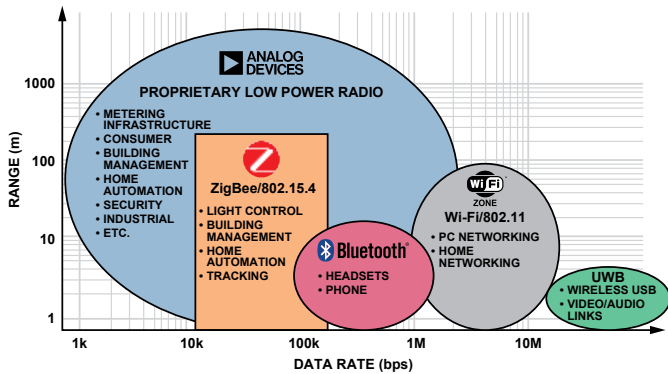 ANALOG
DEVICES
PROPRIETARY LOW POWER RADIO
• METERING
INFRASTRUCTURE
• CONSUMER
• BUILDING
MANAGEMENT
• HOME
AUTOMATION
• SECURITY
• INDUSTRIAL
• ETC.
ZigBee/802.15.4
• LIGHT CONTROL
• BUILDING
MANAGEMENT
• HOME
AUTOMATION
• TRACKING
Bluetooth®
• HEADSETS
• PHONE
Wi Fi
ZONE
Wi-Fi/802.11
• PC NETWORKING
• HOME
NETWORKING
UWB
• WIRELESS USB
• VIDEO/AUDIO
LINKS
RANGE (m)
1000
100
10
1
1k
10k
100k
1M
10M
DATA RATE (bps)